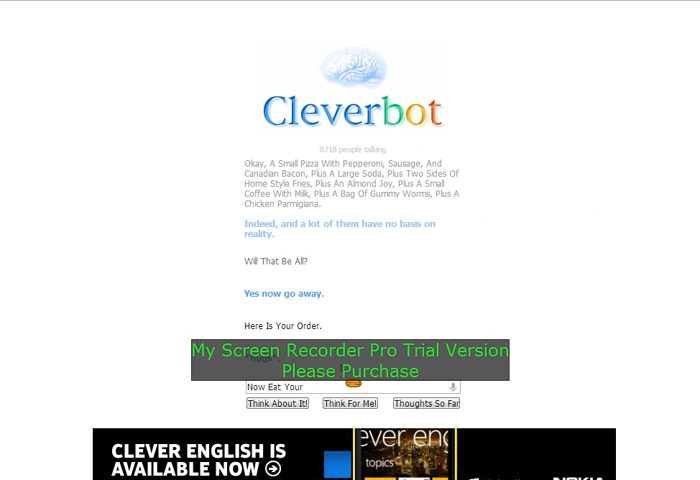 Cleverbot
8718 people talking
Okay, A Small Pizza With Pepperoni, Sausage, And
Canadian Bacon, Plus A Large Soda, Plus Two Sides Of
Home Style Fries, Plus An Almond Joy, Plus A Small
Coffee With Milk, Plus A Bag Of Gummy Worms, Plus A
Chicken Parmigiana.
Indeed, and a lot of them have no basis on
reality.
Will That Be All?
Yes now go away.
Here Is Your Order.
My Screen Recorder Pro Trial Version
*hugs*.
Please Purchase
Now Eat Your
Think About It!
Think For Me!
Thoughts So Far
CLEVER ENGLISH IS
AVAILABLE NOW
ever eng
topics
NOKIA